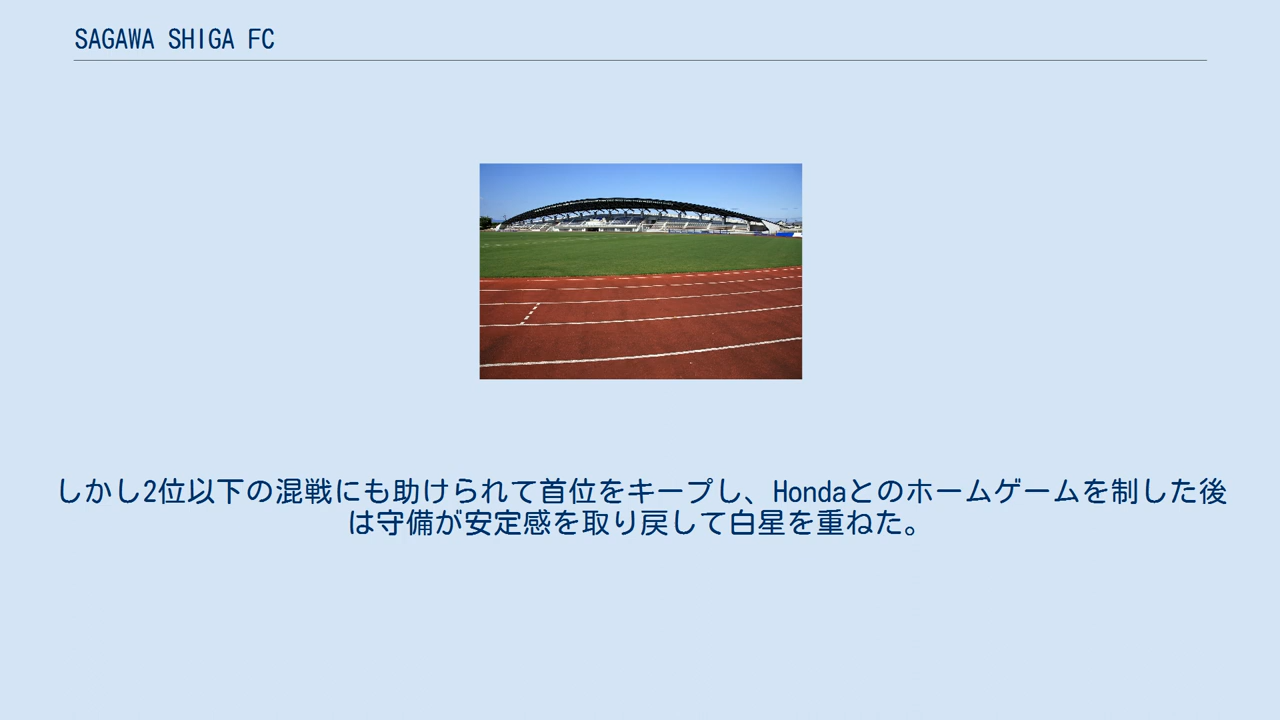 SAGAWA SHIGA FC
しかし2位以下の混戦にも助けられて首位をキープし、Hondaとのホームゲームを制した後
は守備が安定感を取り戻して白星を重ねた。